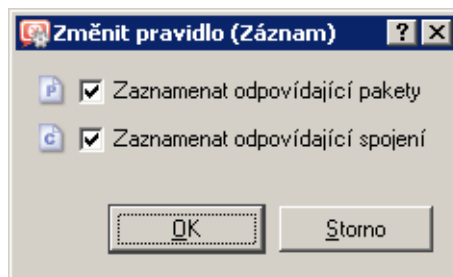 Změnit pravidlo (Záznam)
P Zaznamenat odpovídající pakety
C Zaznamenat odpovídající spojení
OK Storno